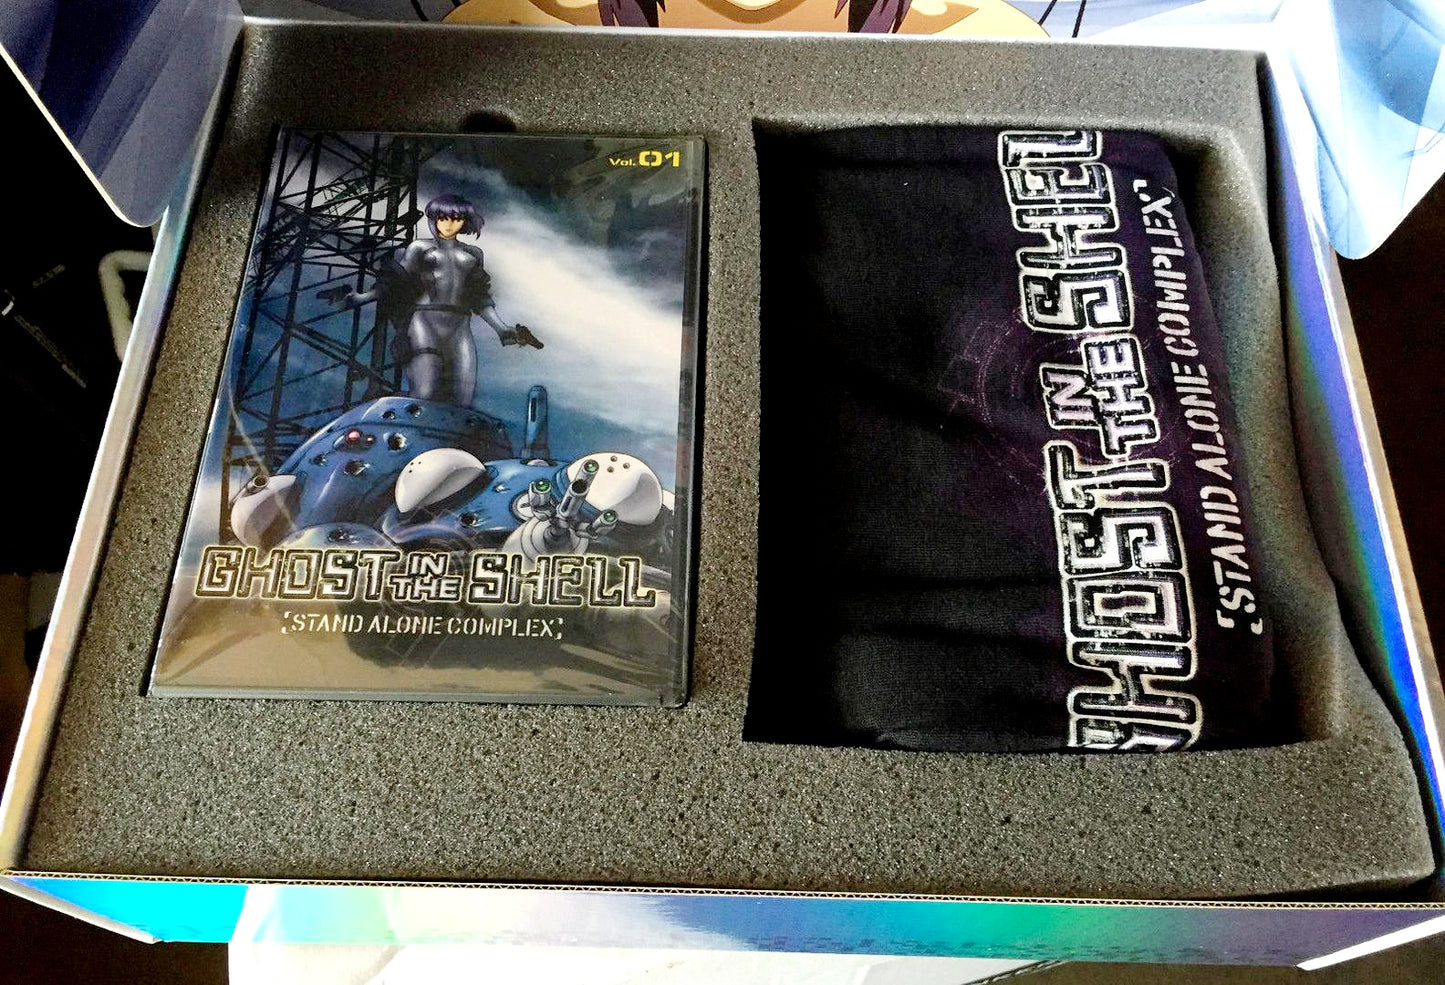 Vol.01
GHOST IN THE SHELL
[STAND ALONE COMPLEX]
GHOST IN THE SHELL
[STAND ALONE COMPLEX]